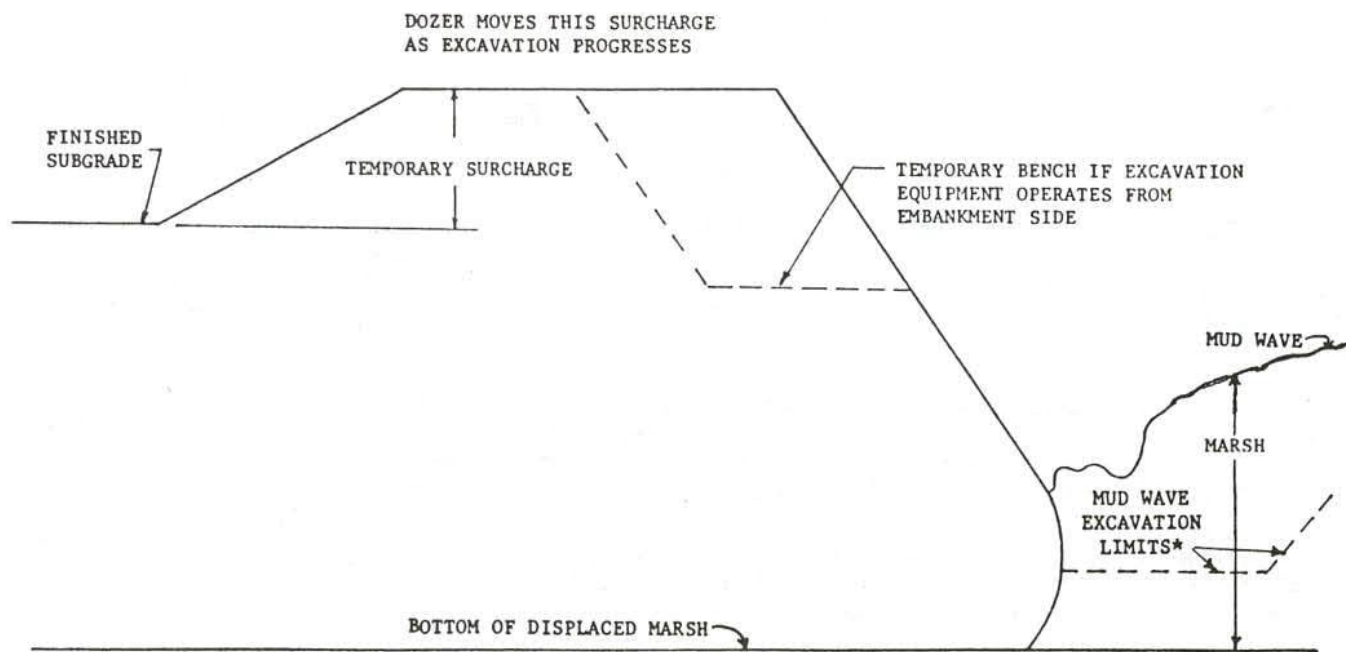 DOZER MOVES THIS SURCHARGE
AS EXCAVATION PROGRESSES
FINISHED
SUBGRADE
TEMPORARY SURCHARGE
TEMPORARY BENCH IF EXCAVATION
EQUIPMENT OPERATES FROM
EMBANKMENT SIDE
MUD WAVE
MARSH
MUD WAVE
EXCAVATION
LIMITS*
BOTTOM OF DISPLACED MARSH